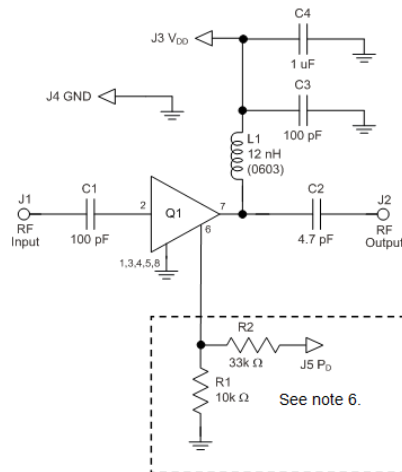 C4
J3 V_DD
1 uF
J4 GND
C3
100 pF
L1
12 nH
(0603)
J1
C1
2
Q1
7
C2
J2
RF
Input
100 pF
6
4.7 pF
RF
Output
1,3,4,5,8
R2
33k Ω
J5 P_D
R1
10k Ω
See note 6.